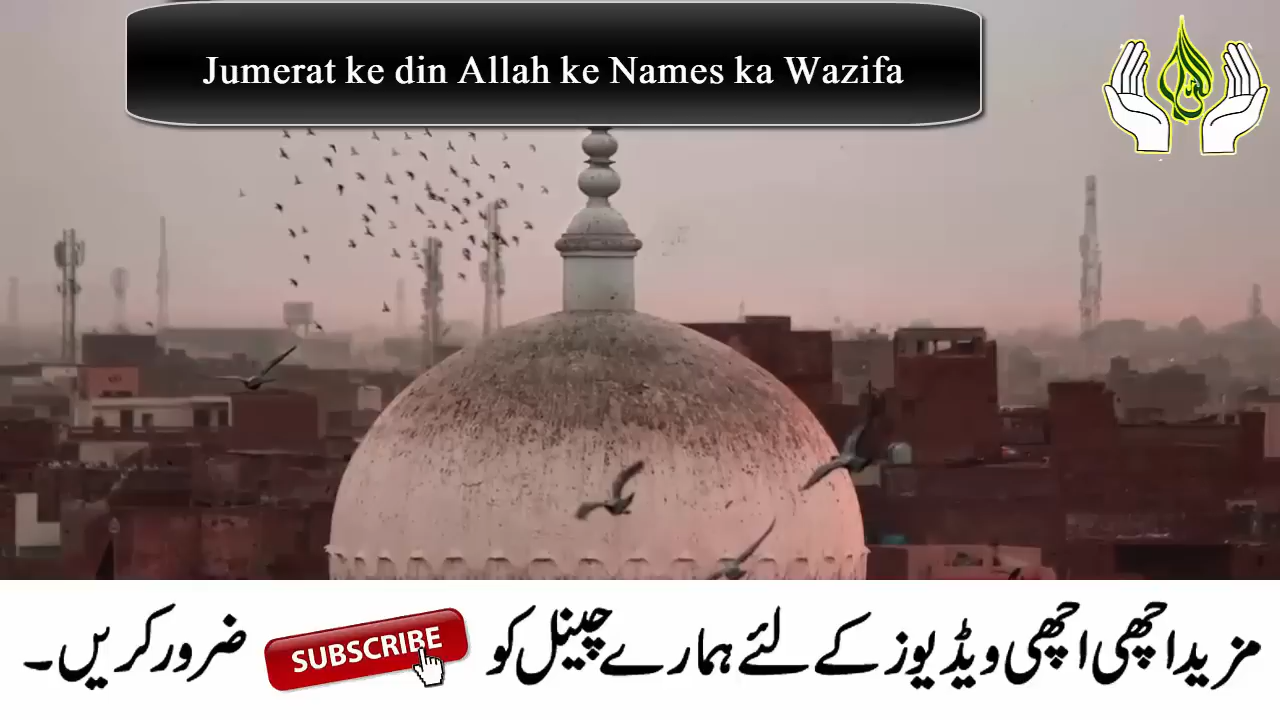 Jumerat ke din Allah ke Names ka Wazifa
اللہ
مزید اچھی اچھی ویڈیوز کے لئے ہمارے چینل کو SUBSCRIBE ضرور کریں۔